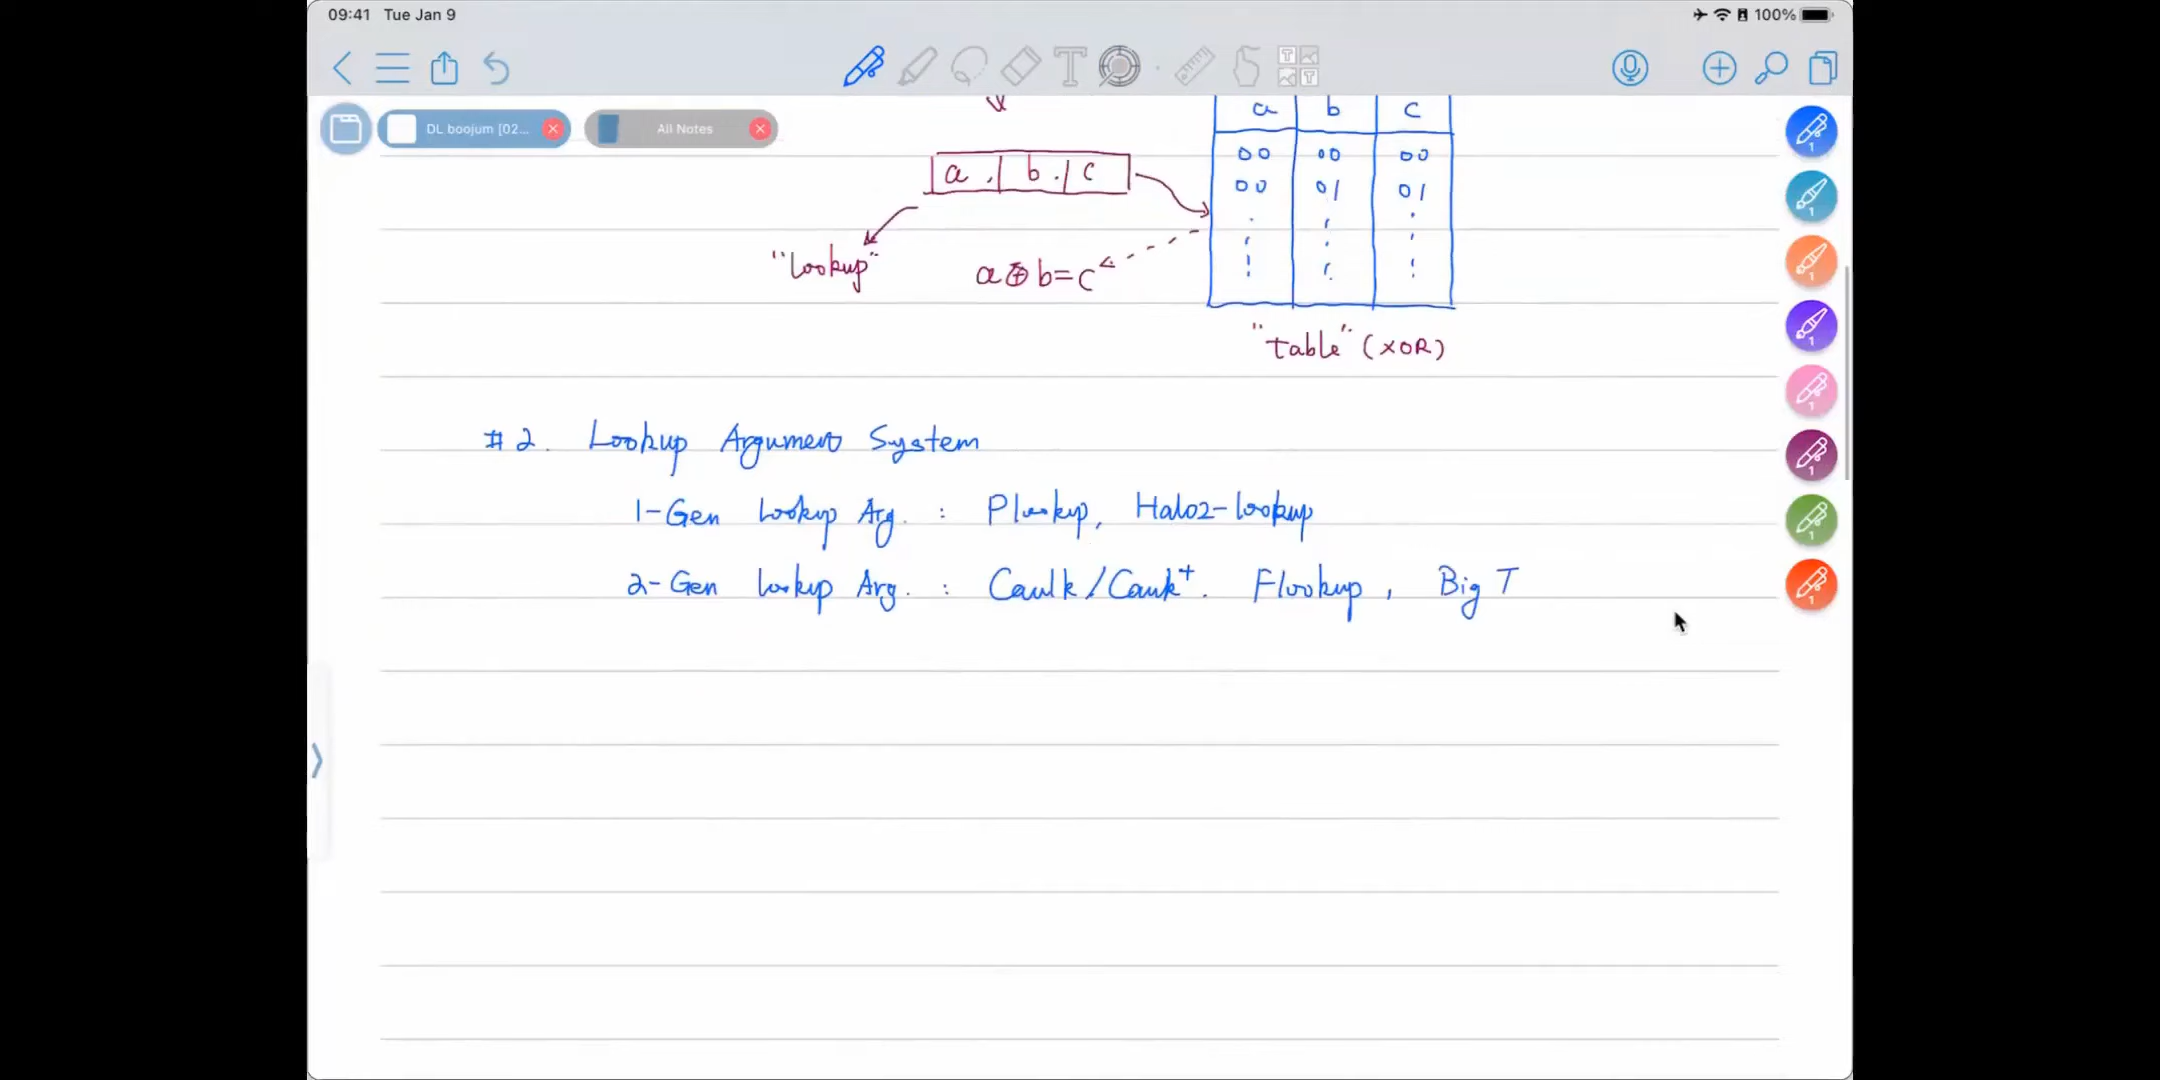 09:41 Tue Jan 9
100%
DL boojum [02...
All Notes
a b c
00 00 00
a . b . c
00 01 01
"lookup"
a ⊕ b = c
"table" (XOR)
#2. Lookup Argument System
1-Gen Lookup Arg. : Plookup, Halo2-lookup
2-Gen lookup Arg. : Caulk/Cauk+. Flookup, Big T